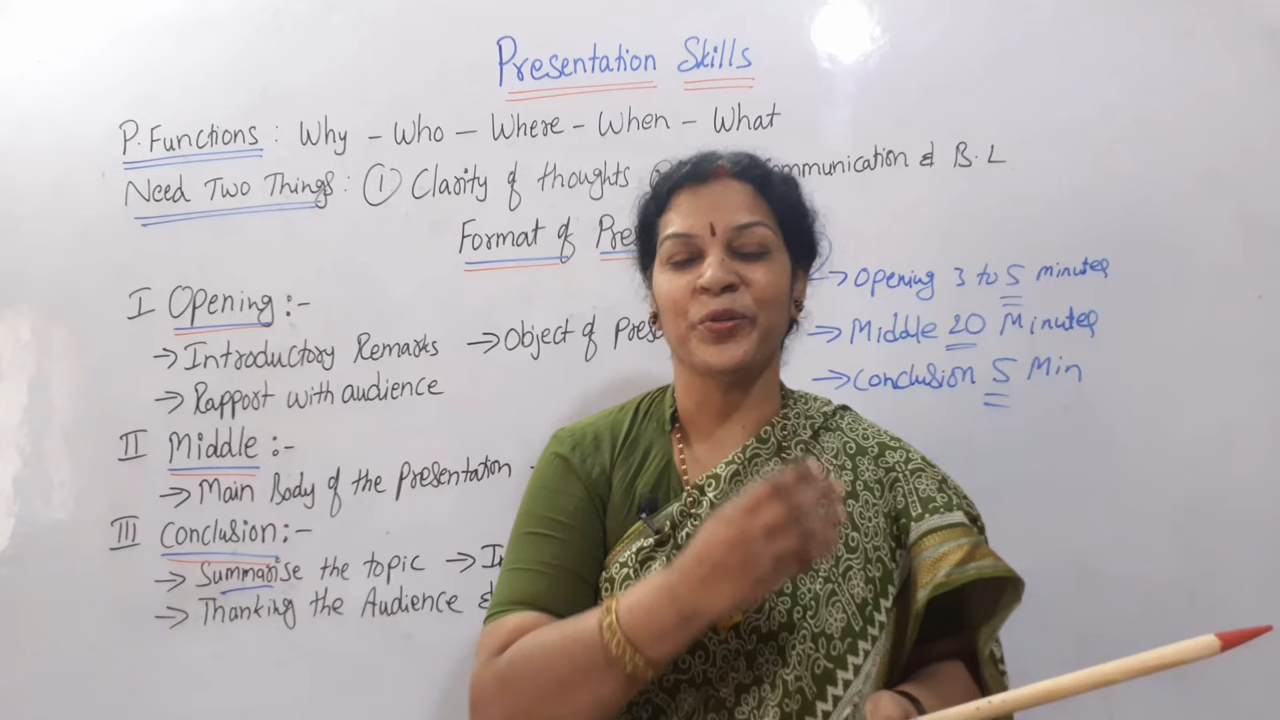 Presentation Skills
P. Functions : Why - Who - Where - When - What
Need Two Things : ① Clarity of thoughts & B. L
Format of
→ Opening 3 to 5 minutes
I Opening :-
→ Introductory Remarks → Object of
→ Middle 20 Minutes
→ Rapport with audience
→ Conclusion 5 Min
II Middle :-
→ Main Body of the Presentation
III Conclusion :-
→ Summarise the topic →
→ Thanking the Audience &